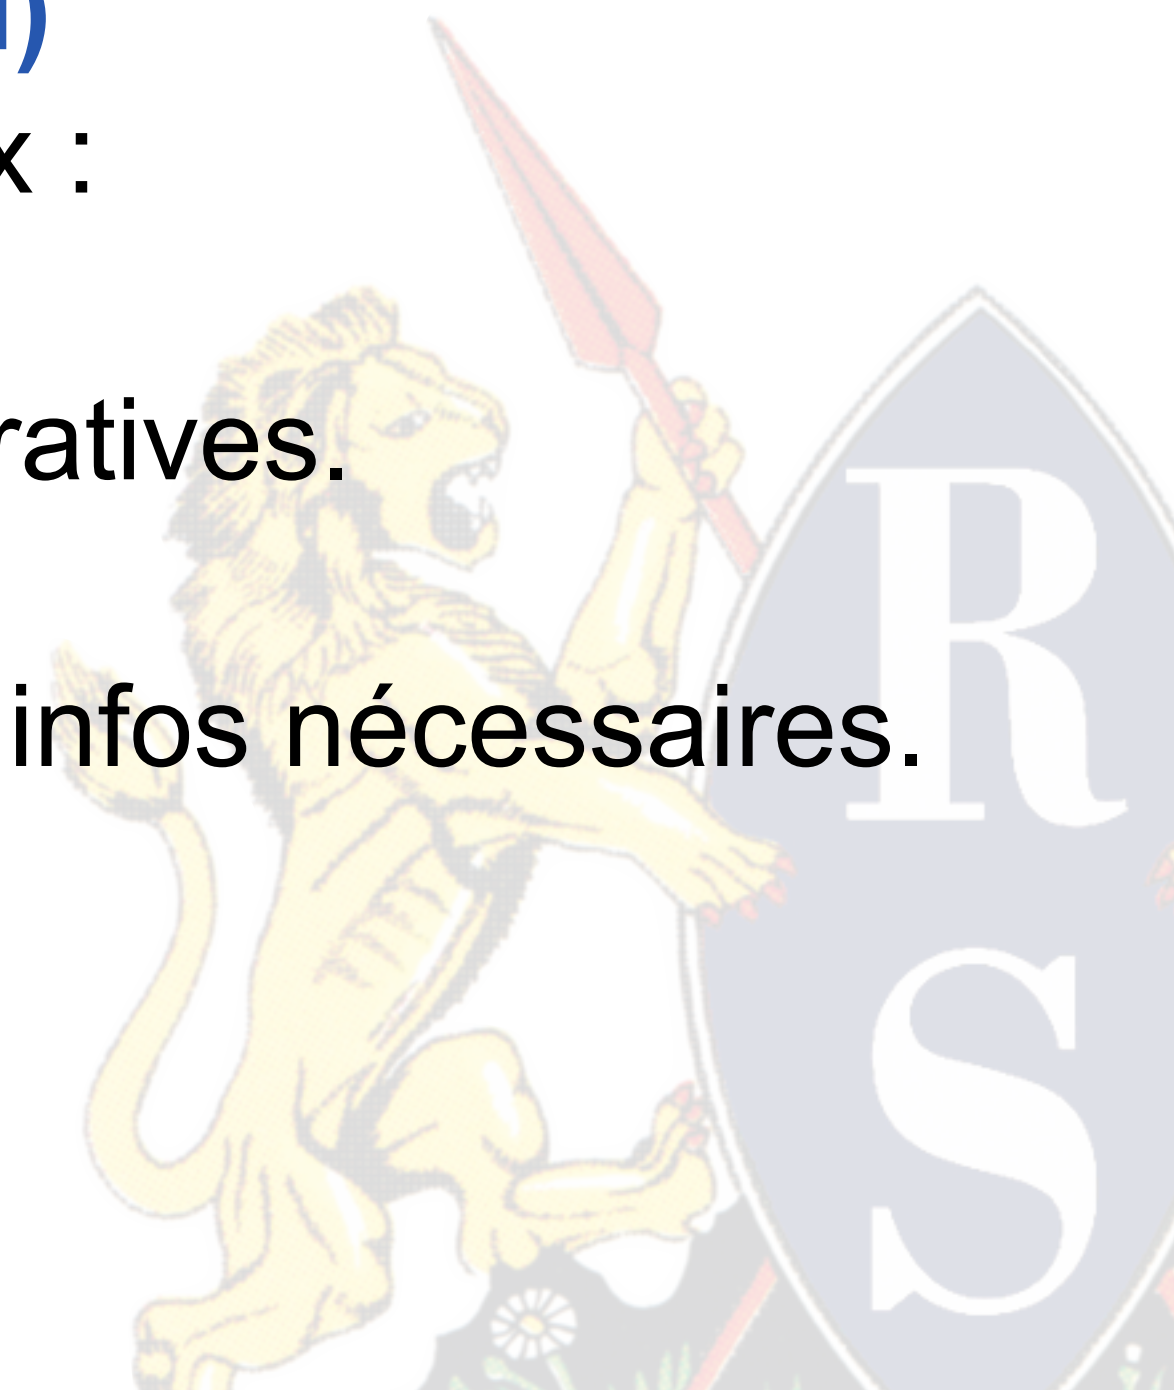 )
x :
ratives.
infos nécessaires.
R
S